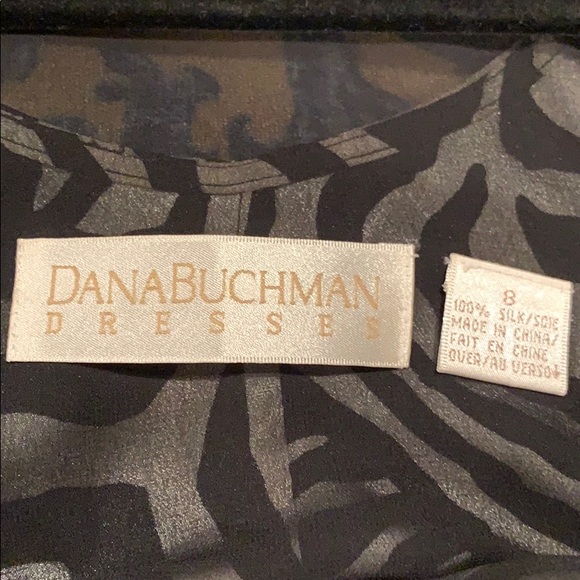 DANABUCHMAN
DRESSES
8
100% SILK/SOIE
MADE IN CHINA/
FAIT EN CHINE
OVER/AU VERSO↓